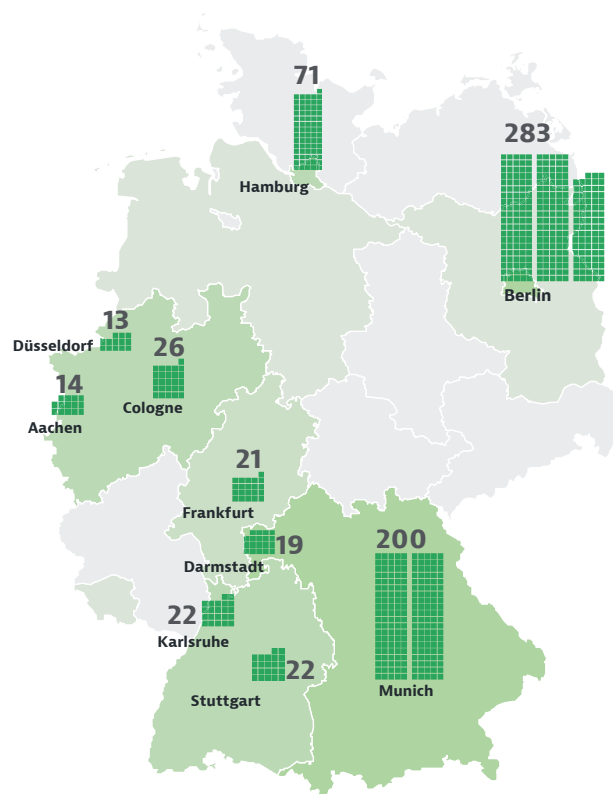 71
Hamburg
283
Berlin
13
Düsseldorf
26
Cologne
14
Aachen
21
Frankfurt
19
Darmstadt
200
Munich
22
Karlsruhe
22
Stuttgart